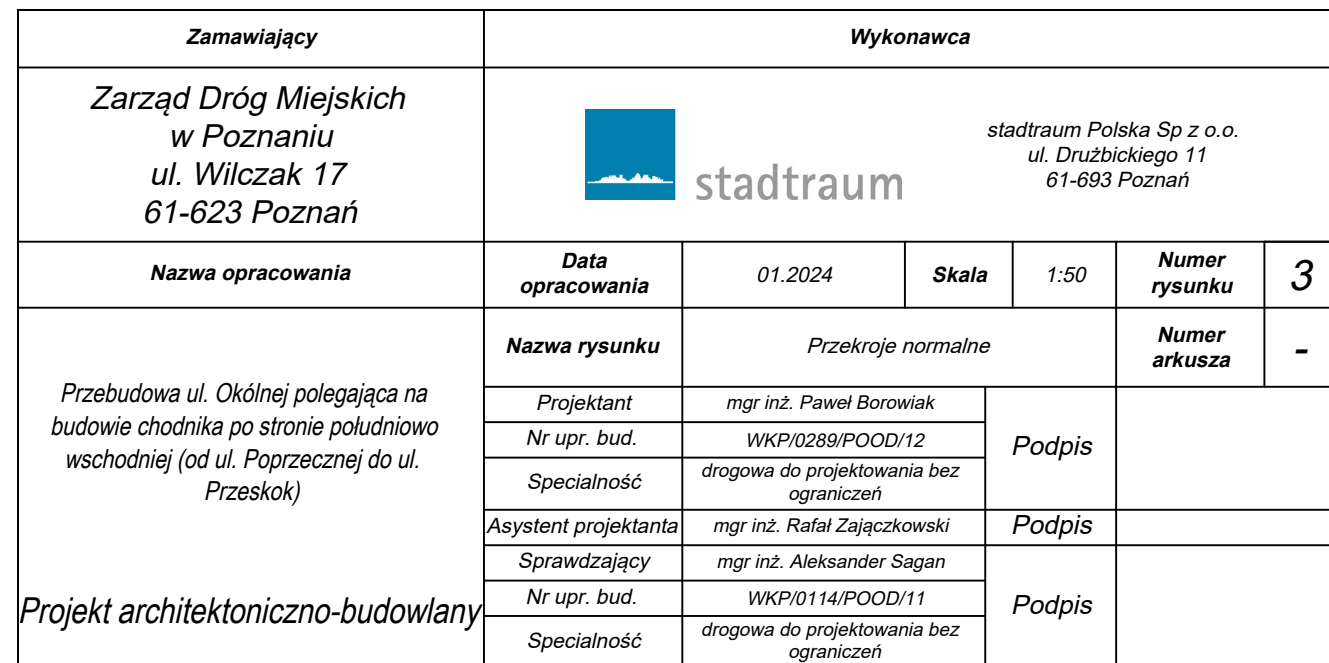 Zamawiający
Wykonawca
Zarząd Dróg Miejskich
w Poznaniu
ul. Wilczak 17
61-623 Poznań
stadtraum
stadtraum Polska Sp z o.o.
ul. Drużbickiego 11
61-693 Poznań
Nazwa opracowania
Data
opracowania
01.2024
Skala
1:50
Numer
rysunku
3
Nazwa rysunku
Przekroje normalne
Numer
arkusza
-
Przebudowa ul. Okólnej polegająca na
budowie chodnika po stronie południowo
wschodniej (od ul. Poprzecznej do ul.
Przeskok)
Projekt architektoniczno-budowlany
Projektant
mgr inż. Paweł Borowiak
Nr upr. bud.
WKP/0289/POOD/12
Specialność
drogowa do projektowania bez
ograniczeń
Podpis
Asystent projektanta
mgr inż. Rafał Zajączkowski
Podpis
Sprawdzający
mgr inż. Aleksander Sagan
Nr upr. bud.
WKP/0114/POOD/11
Specialność
drogowa do projektowania bez
ograniczeń
Podpis